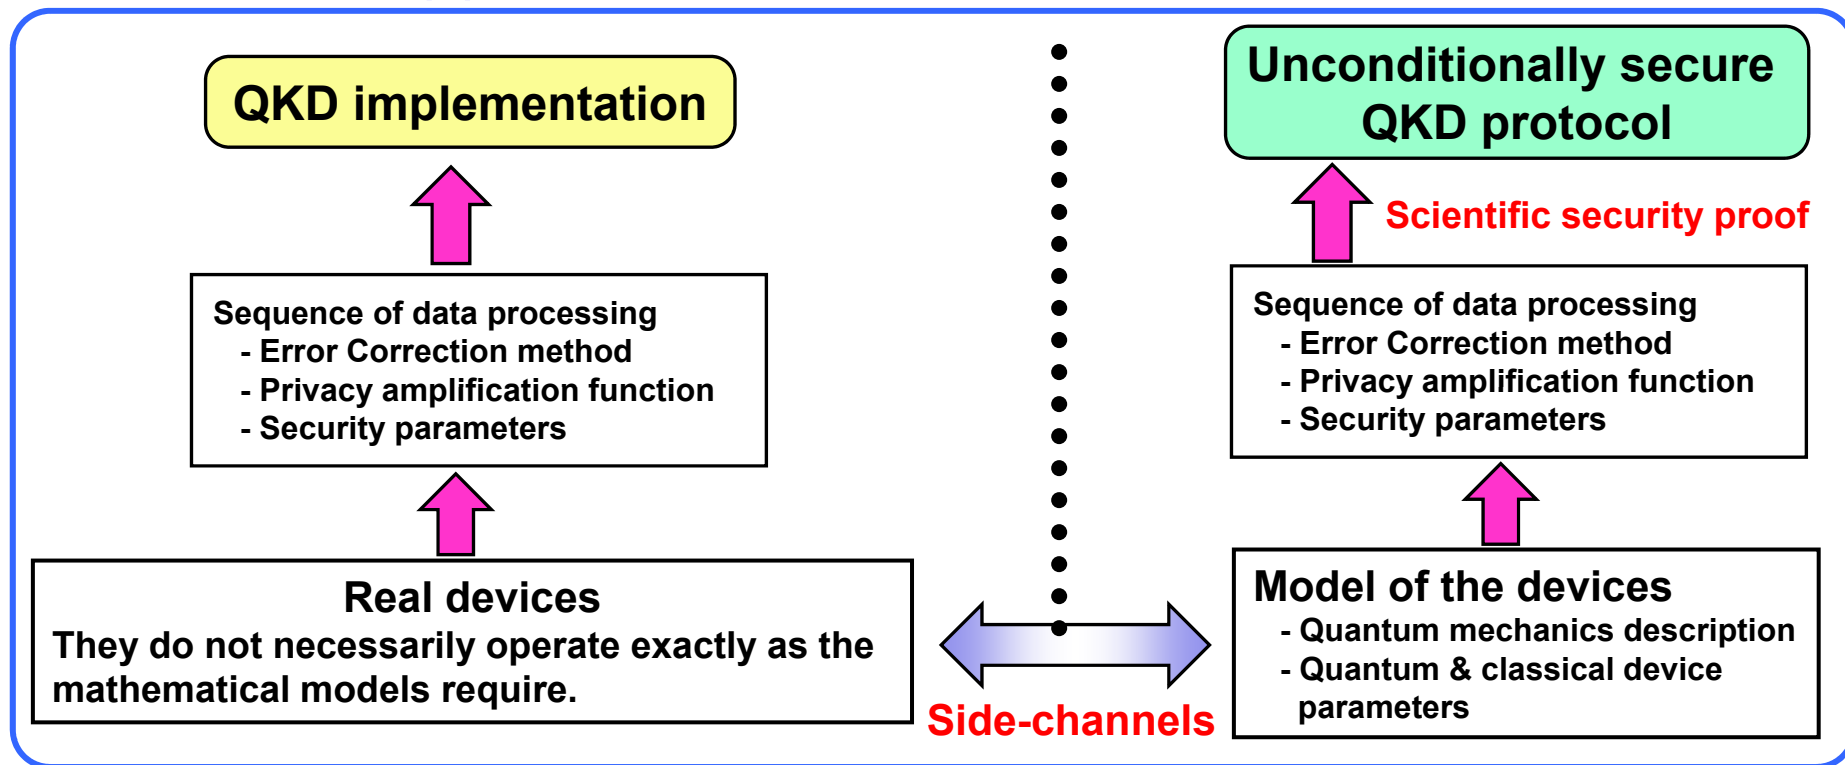 QKD implementation
Sequence of data processing
- Error Correction method
- Privacy amplification function
- Security parameters
Real devices
They do not necessarily operate exactly as the
mathematical models require.
Side-channels
Unconditionally secure
QKD protocol
Scientific security proof
Sequence of data processing
- Error Correction method
- Privacy amplification function
- Security parameters
Model of the devices
- Quantum mechanics description
- Quantum & classical device
parameters